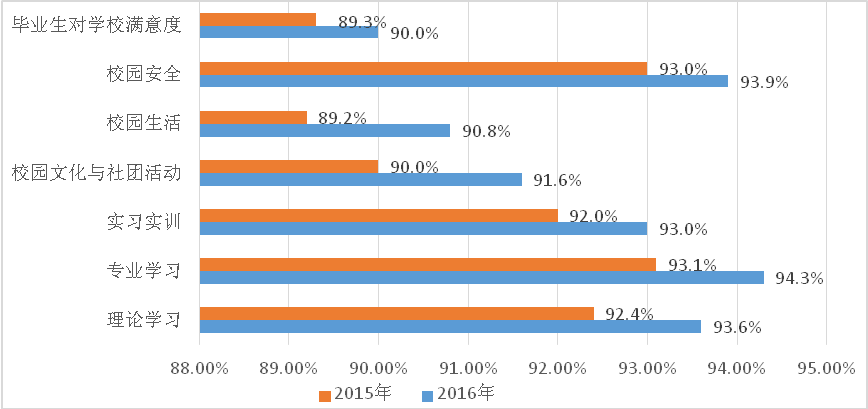 毕业生对学校满意度
89.3%
90.0%
校园安全
93.0%
93.9%
校园生活
89.2%
90.8%
校园文化与社团活动
90.0%
91.6%
实习实训
92.0%
93.0%
专业学习
93.1%
94.3%
理论学习
92.4%
93.6%
88.00% 89.00% 90.00% 91.00% 92.00% 93.00% 94.00% 95.00%
2015年 2016年